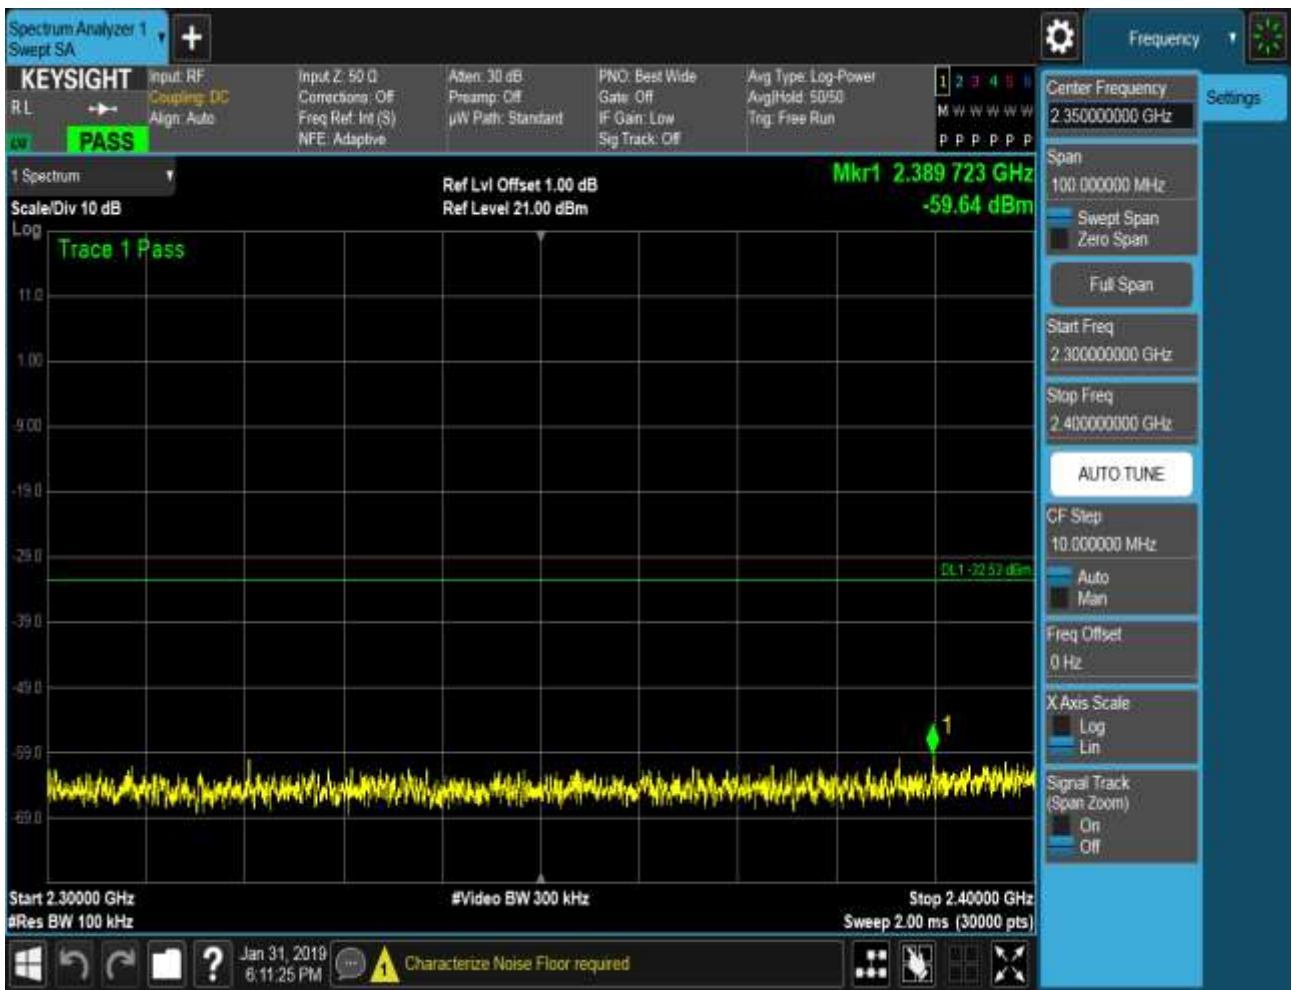 Spectrum Analyzer 1
Swept SA
+
Frequency
KEYSIGHT
Input: RF
Coupling: DC
Align: Auto
Input Z: 50 Ω
Corrections: Off
Freq Ref: Int (S)
NFE: Adaptive
Atten: 30 dB
Preamp: Off
µW Path: Standard
PNO: Best Wide
Gate: Off
IF Gain: Low
Sig Track: Off
Avg Type: Log-Power
Avg|Hold: 50/50
Trig: Free Run
1 2 3 4 5 6
M W W W W W
P P P P P P
R L
PASS
Settings
Center Frequency
2.350000000 GHz
Span
100.000000 MHz
Swept Span
Zero Span
Full Span
Start Freq
2.300000000 GHz
Stop Freq
2.400000000 GHz
AUTO TUNE
CF Step
10.000000 MHz
Auto
Man
Freq Offset
0 Hz
X Axis Scale
Log
Lin
Signal Track
(Span Zoom)
On
Off
1 Spectrum
Scale/Div 10 dB
Ref Lvl Offset 1.00 dB
Ref Level 21.00 dBm
Mkr1 2.389 723 GHz
-59.64 dBm
Log
Trace 1 Pass
11.0
1.00
-9.00
-19.0
-29.0
DL1 -32.53 dBm
-39.0
-49.0
1
-59.0
-69.0
Start 2.30000 GHz
#Video BW 300 kHz
Stop 2.40000 GHz
#Res BW 100 kHz
Sweep 2.00 ms (30000 pts)
?
Jan 31, 2019
6:11:25 PM
1
Characterize Noise Floor required